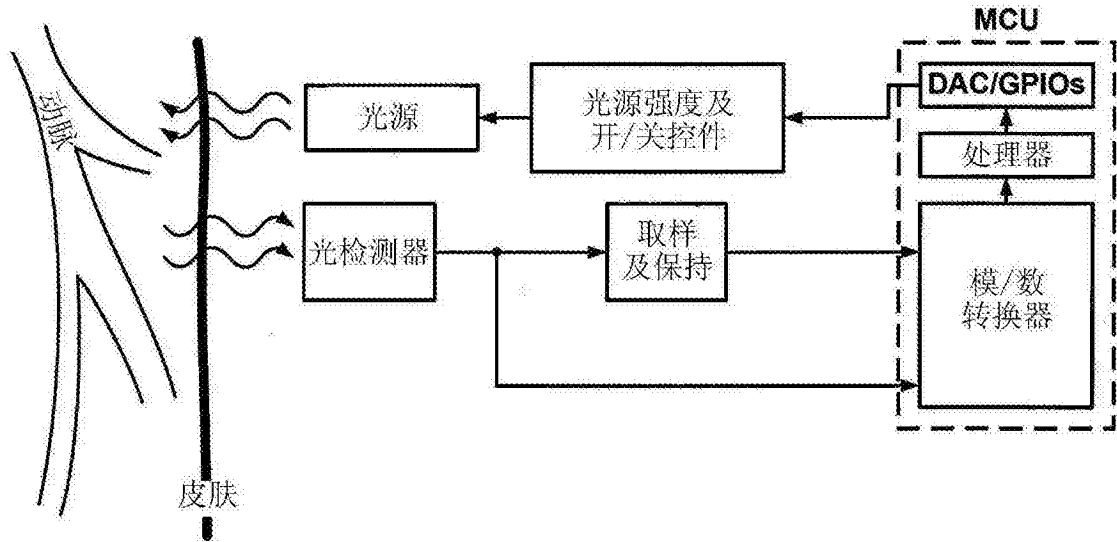 MCU
动脉
光源
光源强度及
开/关控件
DAC/GPIOs
处理器
光检测器
取样
及保持
模/数
转换器
皮肤